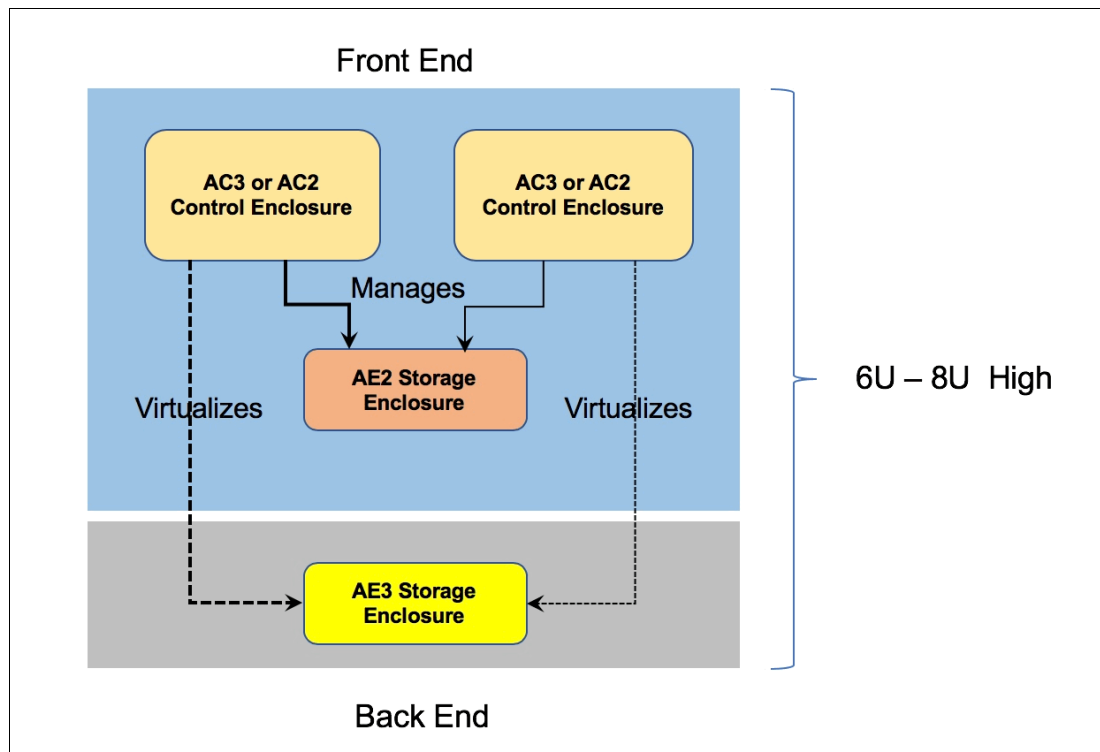 Front End
AC3 or AC2
Control Enclosure
AC3 or AC2
Control Enclosure
Manages
AE2 Storage
Enclosure
Virtualizes
Virtualizes
6U – 8U High
AE3 Storage
Enclosure
Back End